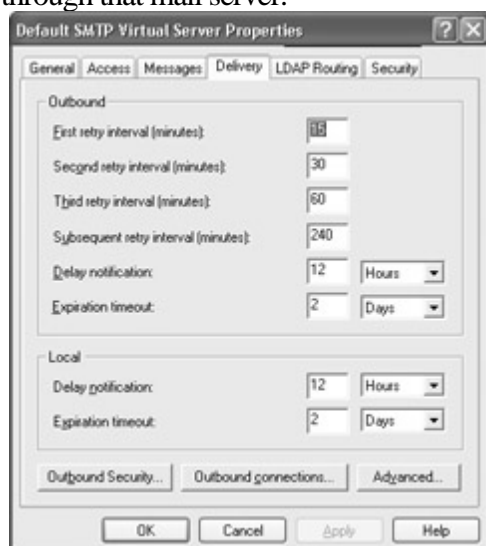 through that mail server.
Default SMTP Virtual Server Properties
General Access Messages Delivery LDAP Routing Security
Outbound
First retry interval (minutes): 15
Second retry interval (minutes): 30
Third retry interval (minutes): 60
Subsequent retry interval (minutes): 240
Delay notification: 12 Hours
Expiration timeout: 2 Days
Local
Delay notification: 12 Hours
Expiration timeout: 2 Days
Outbound Security... Outbound connections... Advanced...
OK Cancel Apply Help